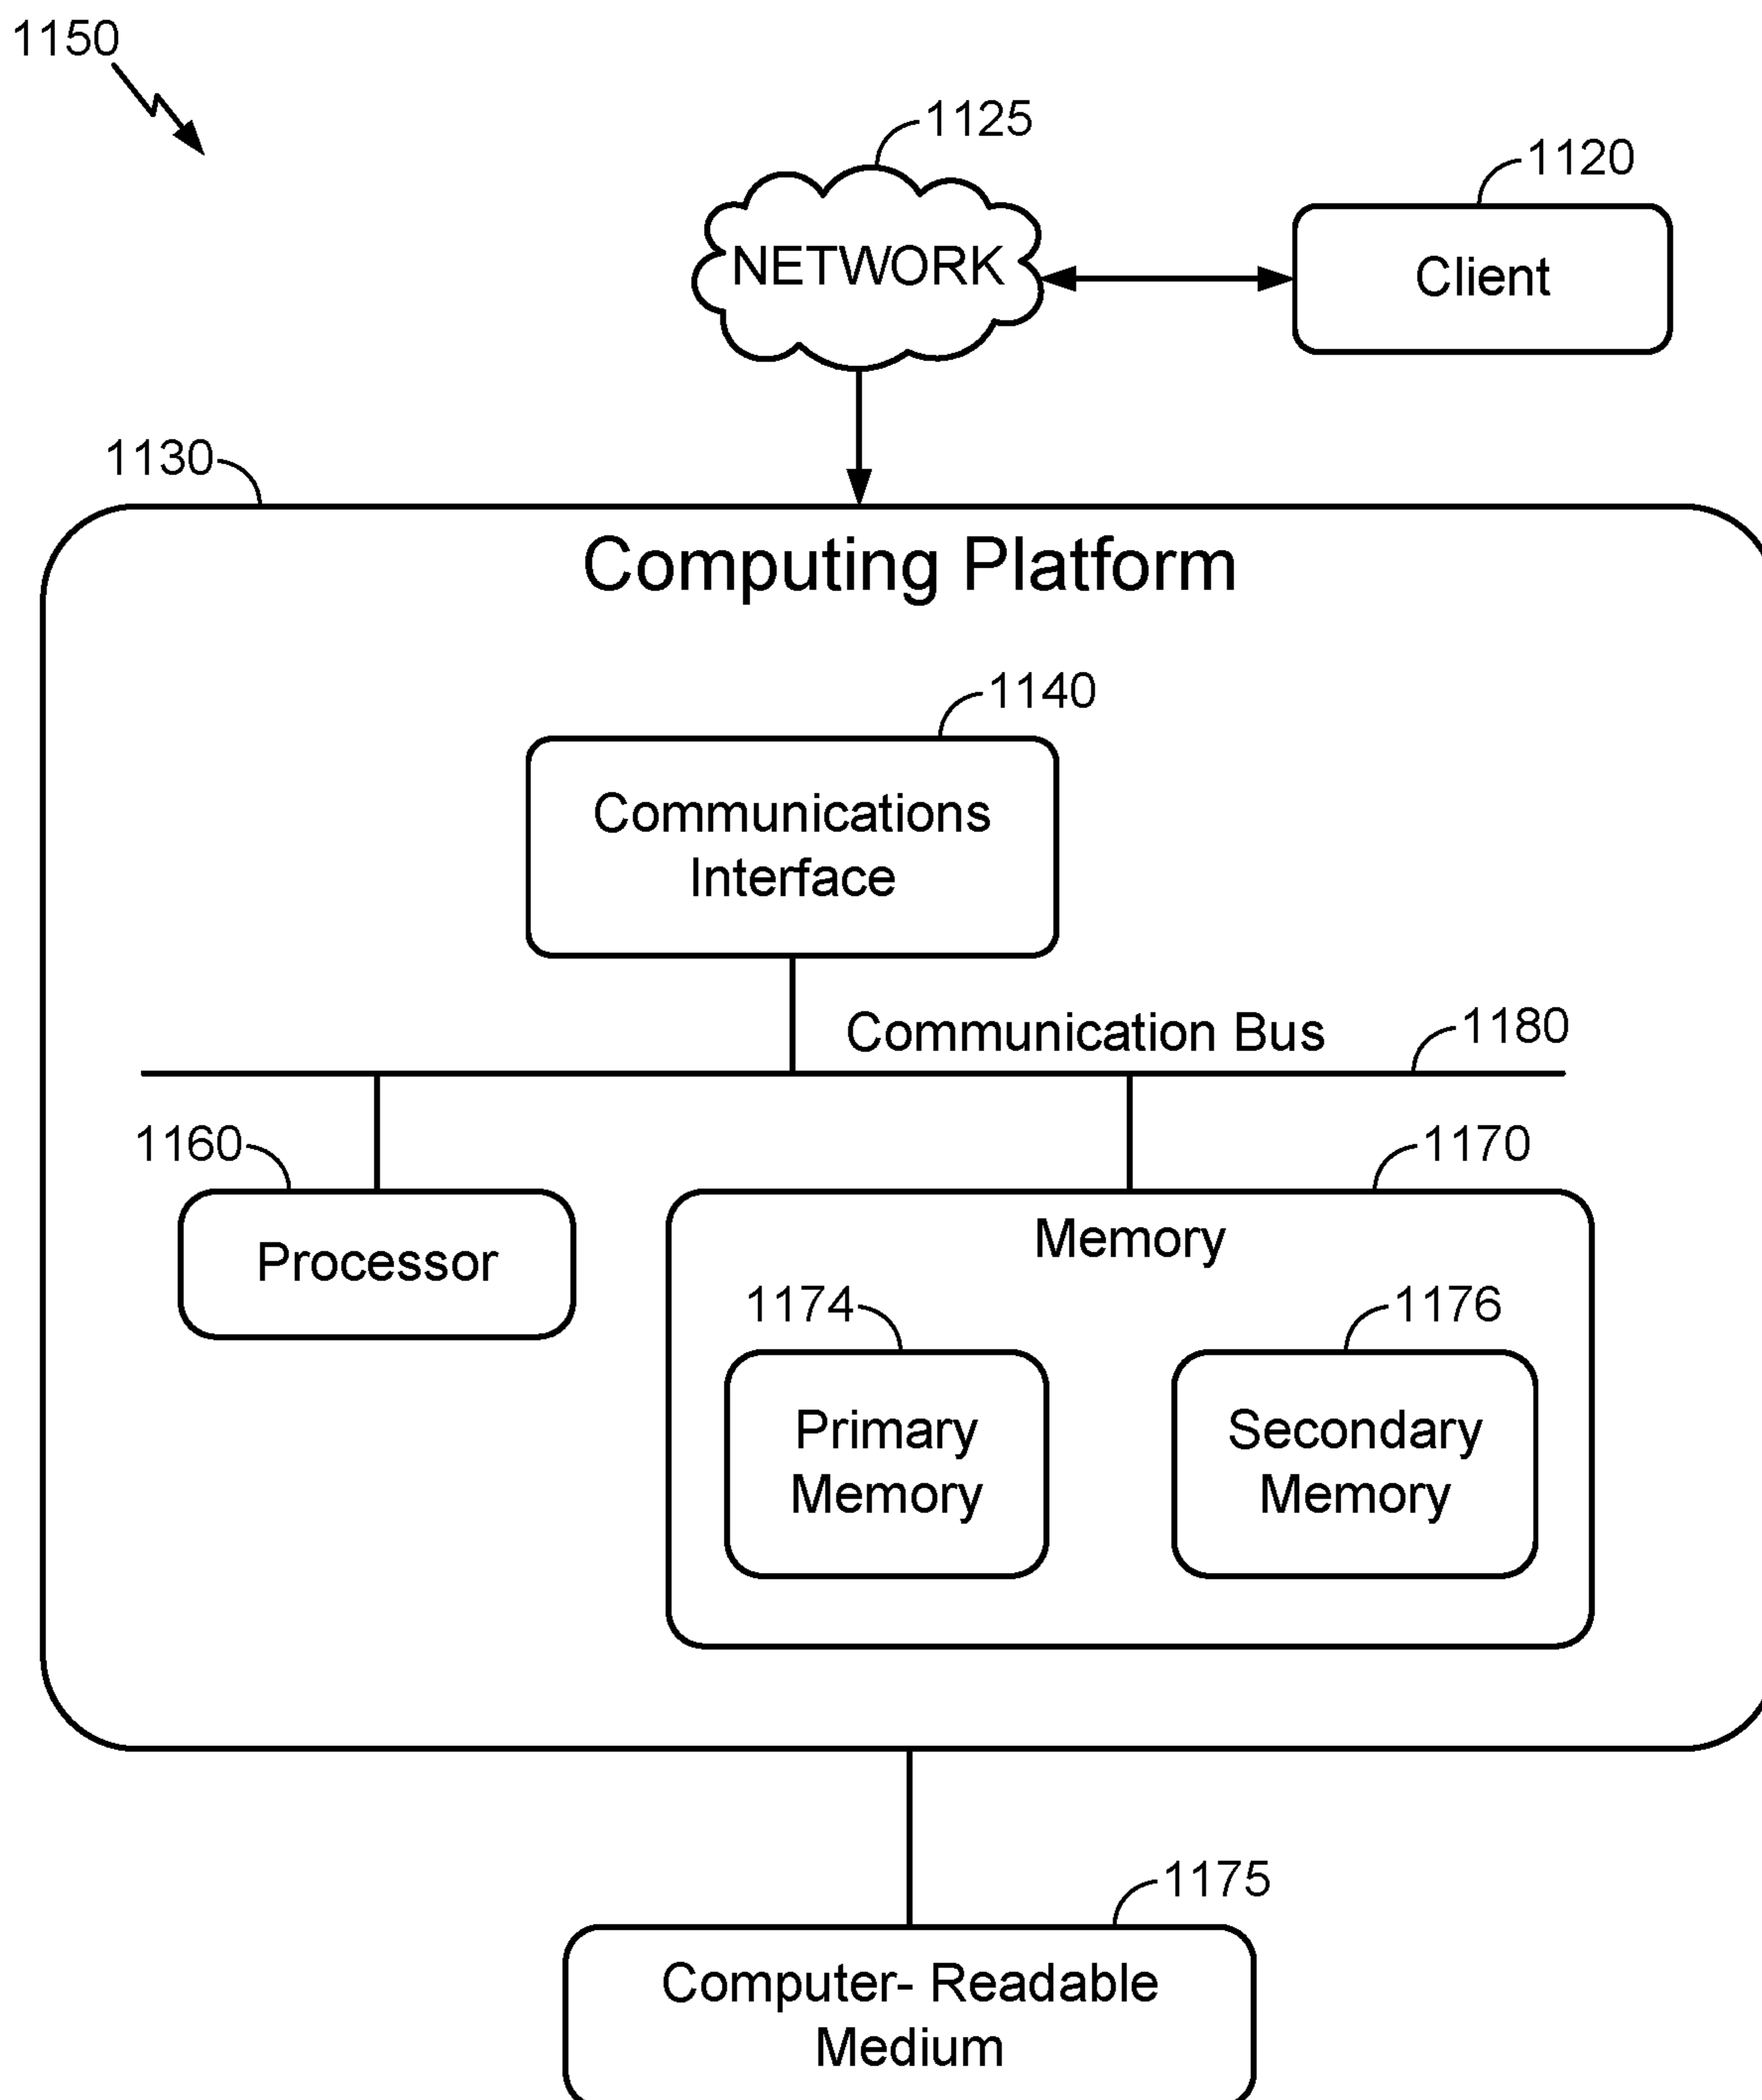 1150
1125
1120
NETWORK
Client
1130
Computing Platform
1140
Communications
Interface
Communication Bus
1180
1160
1170
Processor
Memory
1174
1176
Primary
Memory
Secondary
Memory
1175
Computer- Readable
Medium